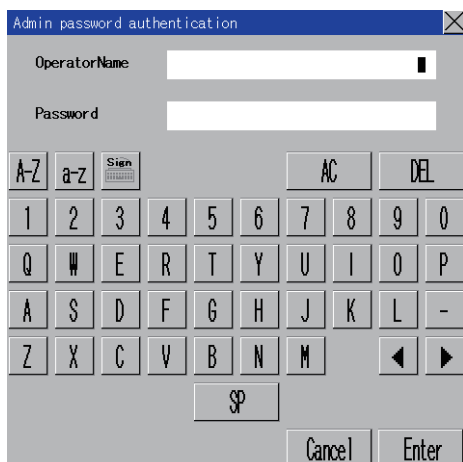 Admin password authentication
OperatorName
Password
A-Z a-z Sign AC DEL
1 2 3 4 5 6 7 8 9 0
Q W E R T Y U I O P
A S D F G H J K L -
Z X C V B N M ◀ ▶
SP
Cancel Enter